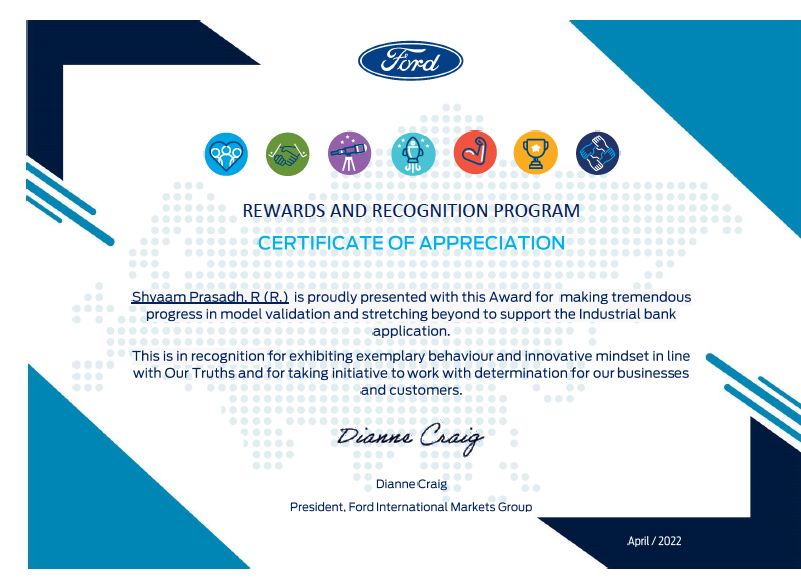 Ford
REWARDS AND RECOGNITION PROGRAM
CERTIFICATE OF APPRECIATION
Shyaam Prasadh, R (R.) is proudly presented with this Award for making tremendous
progress in model validation and stretching beyond to support the Industrial bank
application.
This is in recognition for exhibiting exemplary behaviour and innovative mindset in line
with Our Truths and for taking initiative to work with determination for our businesses
and customers.
Dianne Craig
Dianne Craig
President, Ford International Markets Group
April / 2022